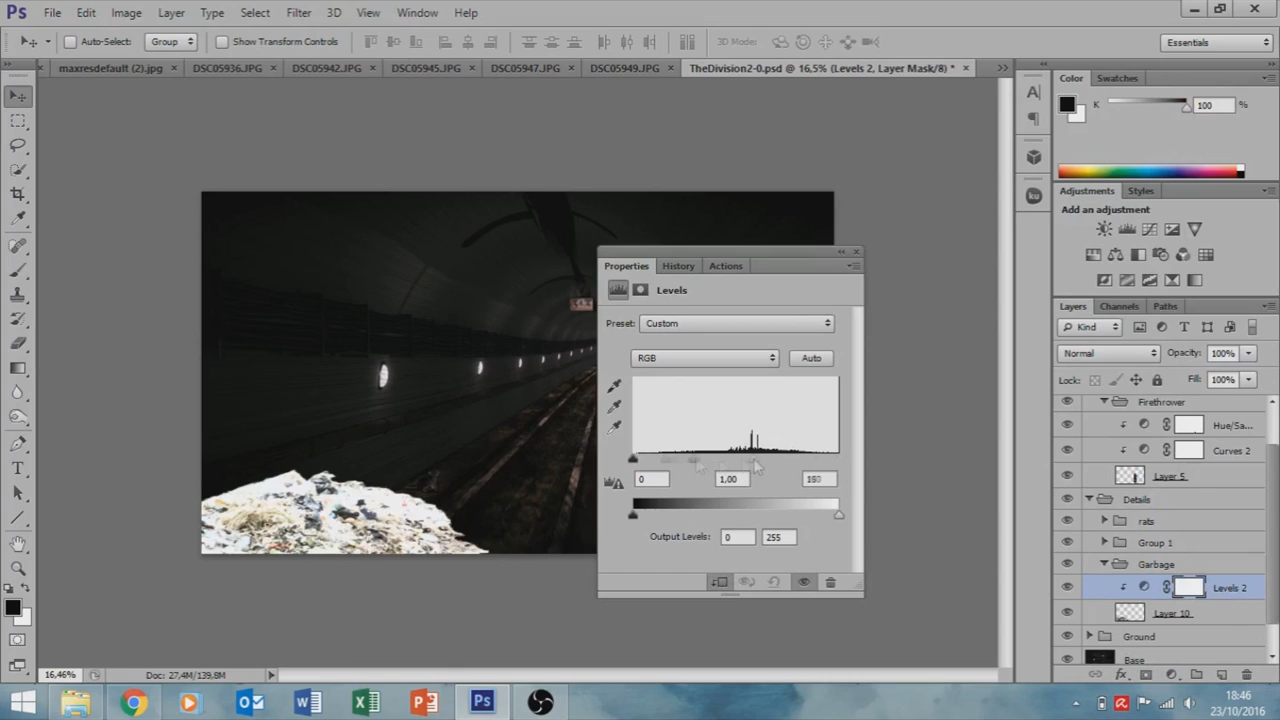 Ps File Edit Image Layer Type Select Filter 3D View Window Help
Auto-Select: Group Show Transform Controls 3D Modes Essentials
maxresdefault (2).jpg × DSC05936.JPG × DSC05942.JPG × DSC05945.JPG × DSC05947.JPG × DSC05949.JPG × TheDivision2-0.psd @ 16,5% (Levels 2, Layer Mask/8) * ×
Color Swatches
K 100 %
Adjustments Styles
Add an adjustment
Properties History Actions
Levels
Preset: Custom
RGB Auto
0 1,00
Output Levels: 0 255
Layers Channels Paths
Kind
Normal Opacity: 100%
Lock: Fill: 100%
Firethrower
Hue/Sa...
Curves 2
Layer 5
Details
rats
Group 1
Garbage
Levels 2
Layer 10
Ground
Base
ku
16,46% Doc: 27,4M/139,8M
18:46
23/10/2016